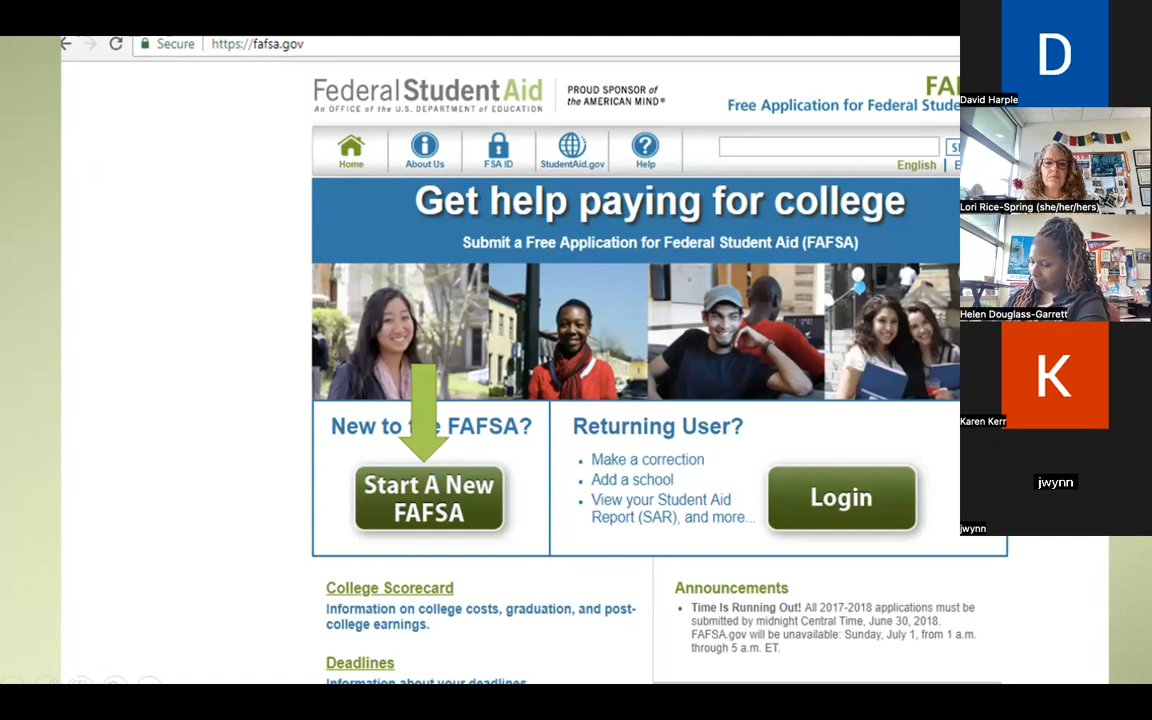 Secure
https://fafsa.gov
Federal Student Aid
An OFFICE of the U.S. DEPARTMENT of EDUCATION
PROUD SPONSOR of
the AMERICAN MIND®
Free Application for Federal
Home
About Us
FSA ID
StudentAid.gov
Help
English
Get help paying for college
Submit a Free Application for Federal Student Aid (FAFSA)
New to the FAFSA?
Start A New
FAFSA
Returning User?
• Make a correction
• Add a school
• View your Student Aid
Report (SAR), and more...
Login
College Scorecard
Information on college costs, graduation, and post-
college earnings.
Deadlines
Information about your deadlines
Announcements
• Time Is Running Out! All 2017-2018 applications must be
submitted by midnight Central Time, June 30, 2018.
FAFSA.gov will be unavailable: Sunday, July 1, from 1 a.m.
through 5 a.m. ET.
D
David Harple
Lori Rice-Spring (she/her/hers)
Helen Douglass-Garrett
K
Karen Kerr
jwynn
jwynn